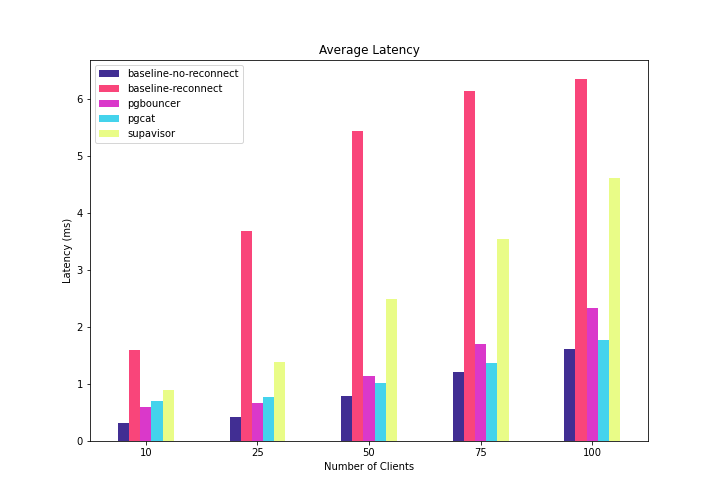 Average Latency
baseline-no-reconnect
baseline-reconnect
pgbouncer
pgcat
supavisor
6
5
4
3
2
1
0
Latency (ms)
10 25 50 75 100
Number of Clients